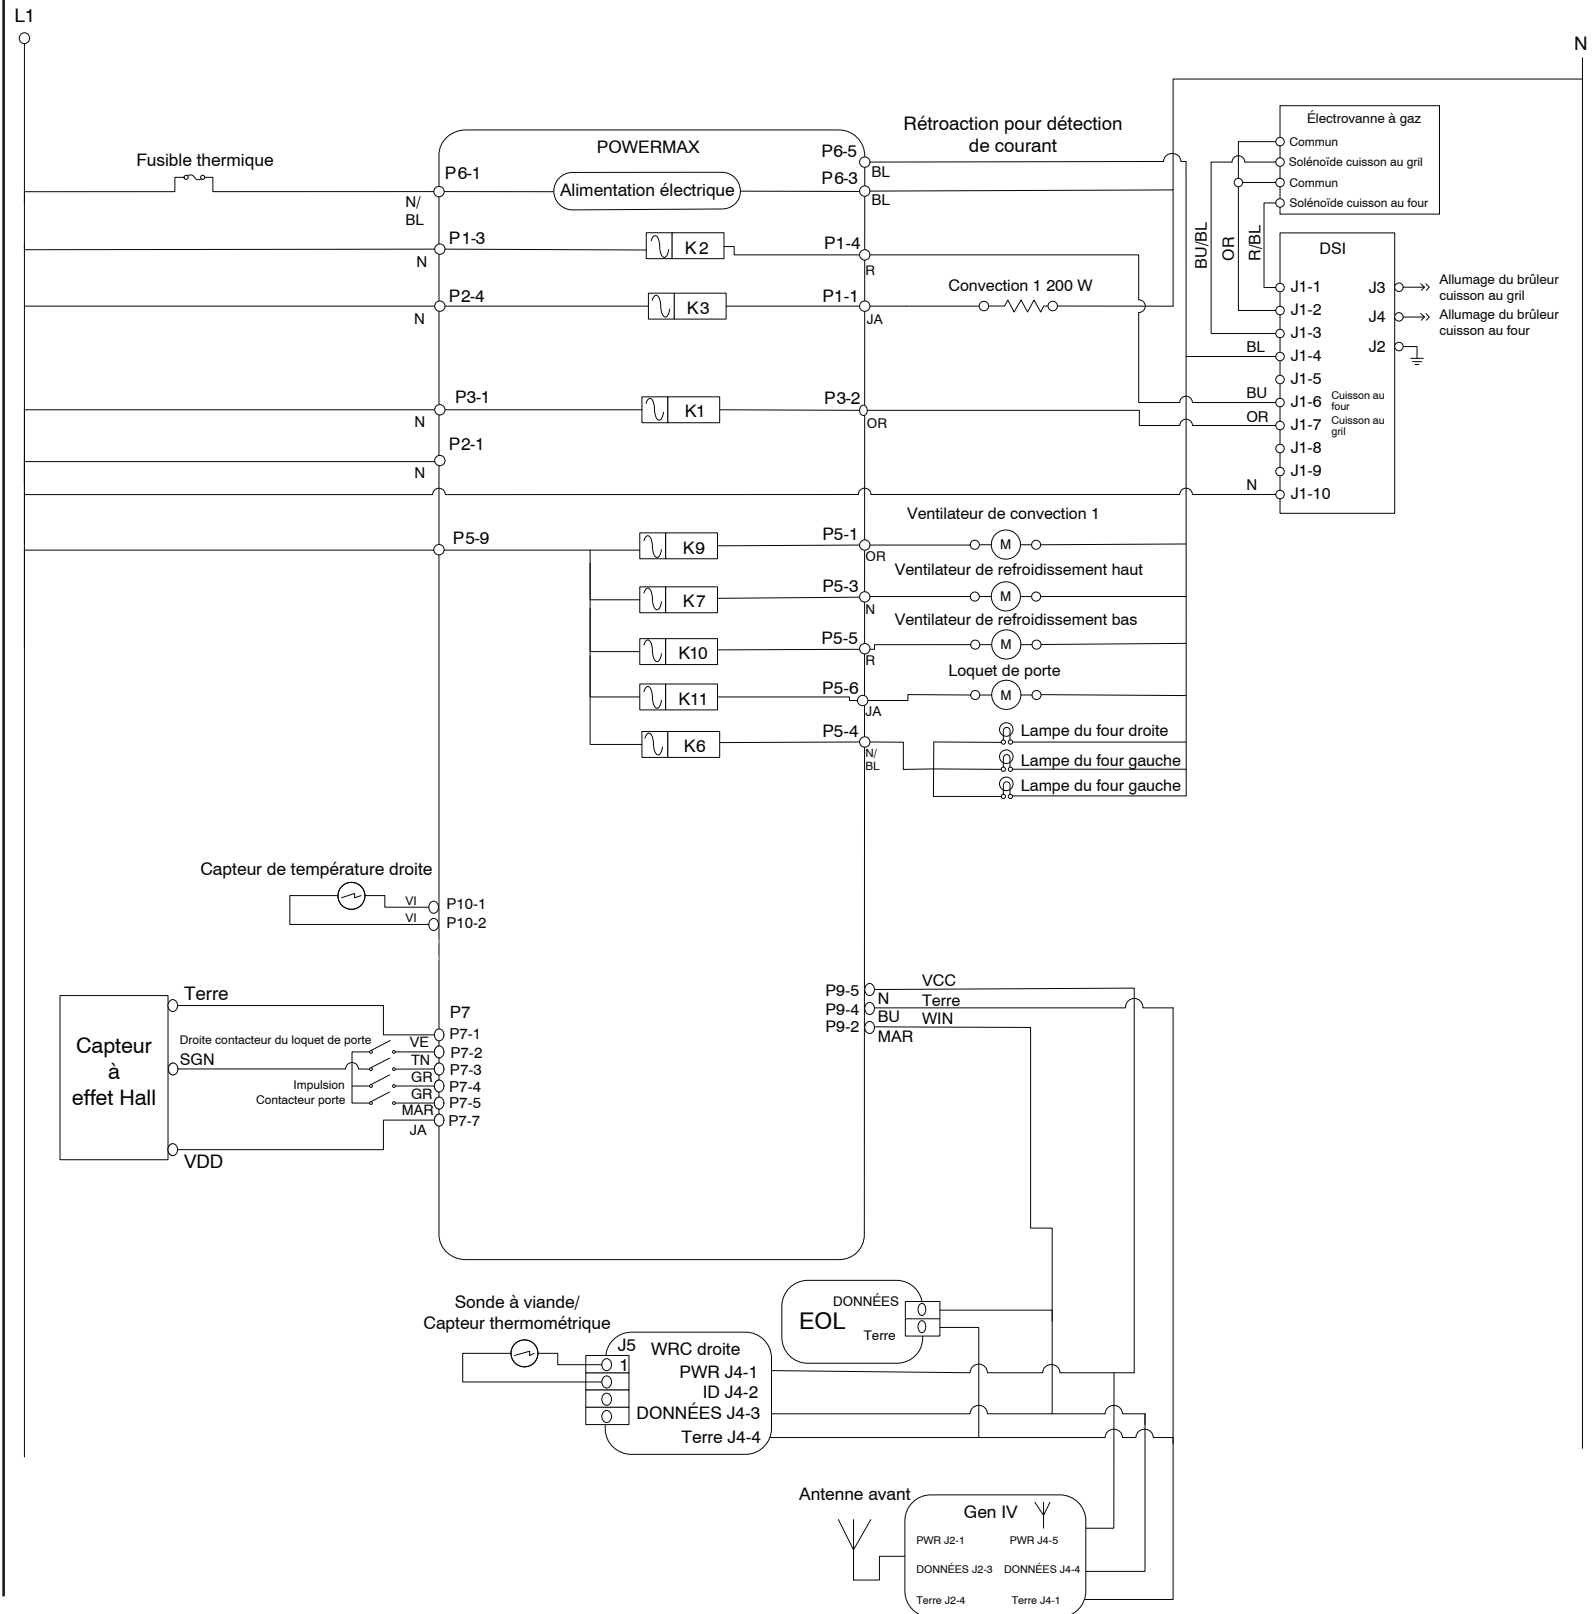 L1
N
Fusible thermique
POWERMAX
Rétroaction pour détection
de courant
Électrovanne à gaz
Commun
Solénoïde cuisson au gril
Commun
Solénoïde cuisson au four
P6-5
BL
P6-1
Alimentation électrique
P6-3
BL
N/
BL
P1-3
N
K2
P1-4
R
BU/BL
OR
R/BL
DSI
P2-4
N
K3
P1-1
JA
Convection 1 200 W
J1-1
J1-2
J1-3
BL
J1-4
J1-5
BU
J1-6
Cuisson au
four
OR
J1-7
Cuisson au
gril
J1-8
J1-9
N
J1-10
J3
Allumage du brûleur
cuisson au gril
J4
Allumage du brûleur
cuisson au four
J2
P3-1
N
K1
P3-2
OR
P2-1
N
P5-9
K9
P5-1
OR
Ventilateur de convection 1
M
K7
P5-3
N
Ventilateur de refroidissement haut
M
K10
P5-5
R
Ventilateur de refroidissement bas
M
K11
P5-6
JA
Loquet de porte
M
K6
P5-4
N/
BL
Lampe du four droite
Lampe du four gauche
Lampe du four gauche
Capteur de température droite
VI
P10-1
VI
P10-2
Capteur
à
effet Hall
Terre
SGN
VDD
Droite contacteur du loquet de porte
Impulsion
Contacteur porte
P7
P7-1
VE
P7-2
TN
P7-3
GR
P7-4
GR
P7-5
MAR
P7-7
JA
P9-5
VCC
N
P9-4
Terre
BU
P9-2
WIN
MAR
EOL
DONNÉES
Terre
Sonde à viande/
Capteur thermométrique
J5
1
WRC droite
PWR J4-1
ID J4-2
DONNÉES J4-3
Terre J4-4
Antenne avant
Gen IV
PWR J2-1
PWR J4-5
DONNÉES J2-3
DONNÉES J4-4
Terre J2-4
Terre J4-1